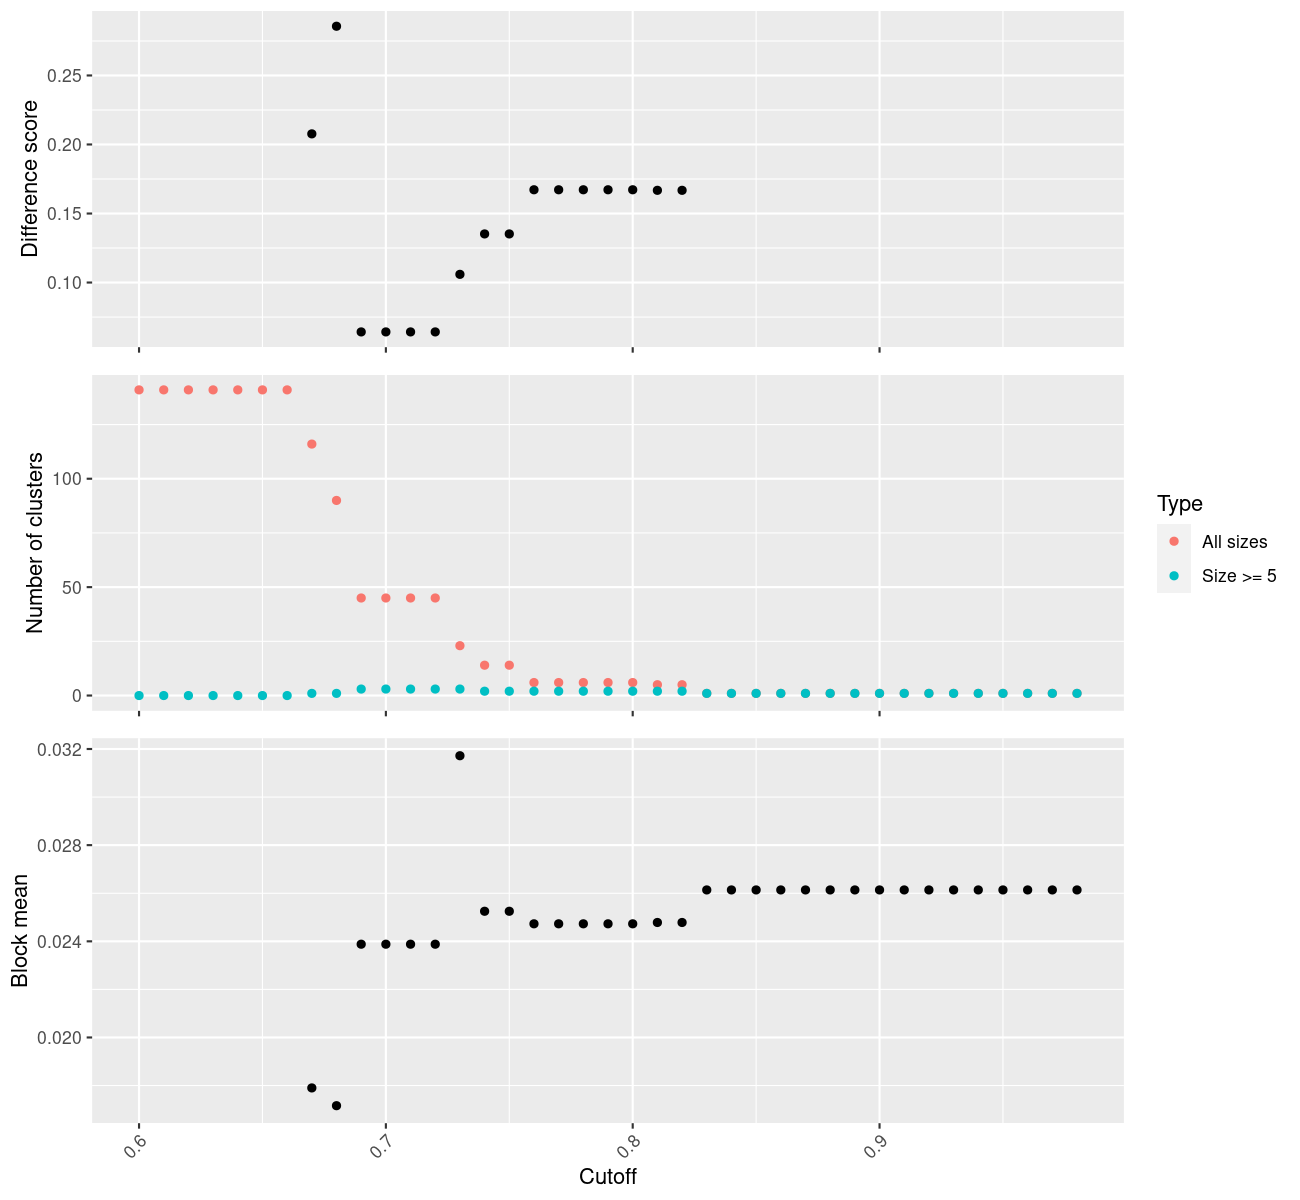 Difference score
0.25
0.20
0.15
0.10
Number of clusters
100
50
0
Type
All sizes
Size >= 5
Block mean
0.032
0.028
0.024
0.020
0.6
0.7
0.8
0.9
Cutoff